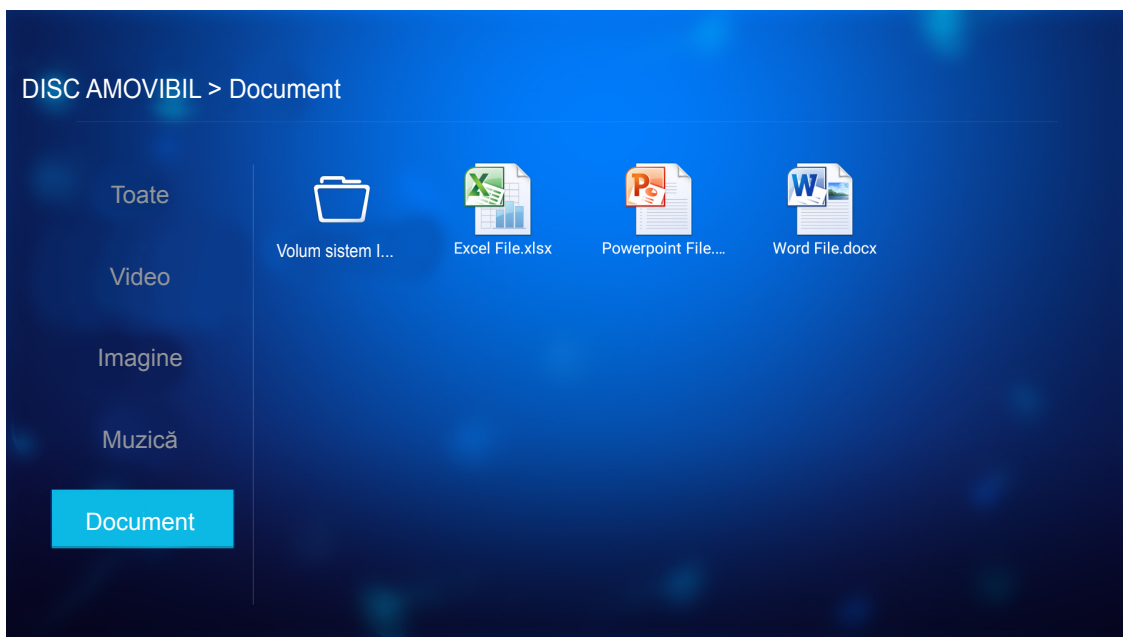 DISC AMOVIBIL > Document
Toate
Video
Imagine
Muzică
Document
Volum sistem I...
Excel File.xlsx
Powerpoint File....
Word File.docx